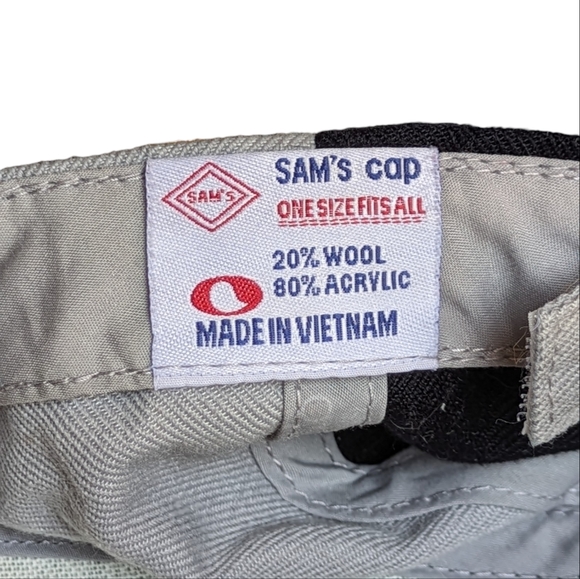 SAM'S
SAM'S cap
ONE SIZE FITS ALL
20% WOOL
80% ACRYLIC
MADE IN VIETNAM